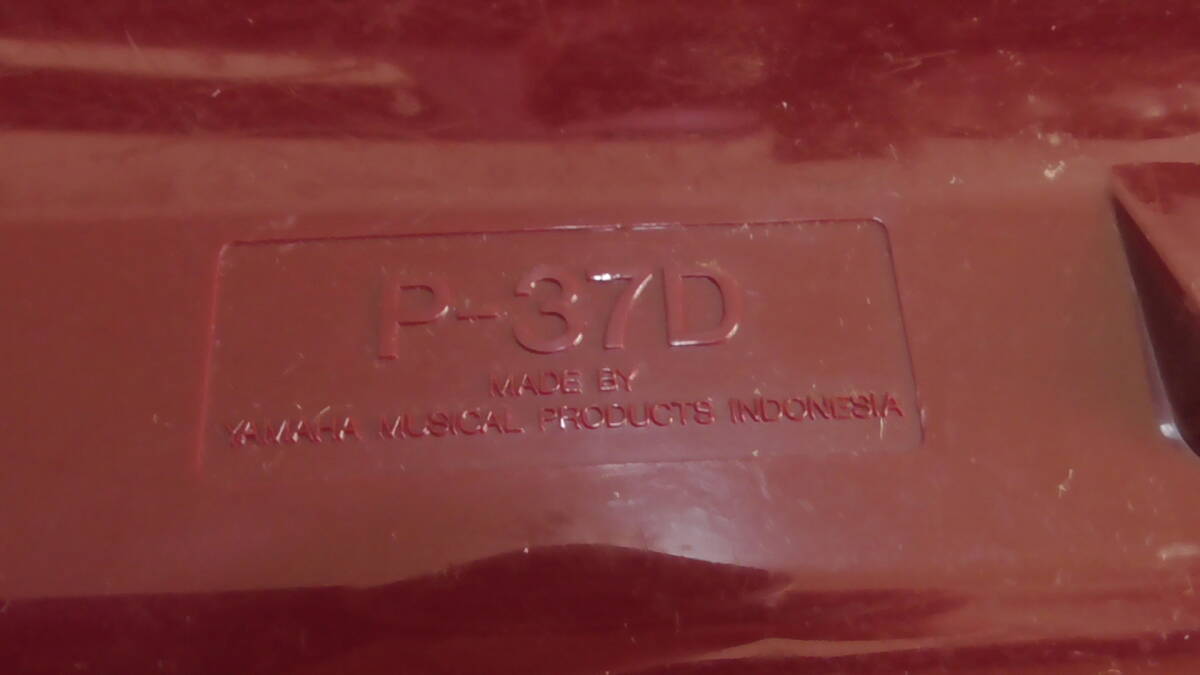 P-37D
MADE BY
YAMAHA MUSICAL PRODUCTS INDONESIA